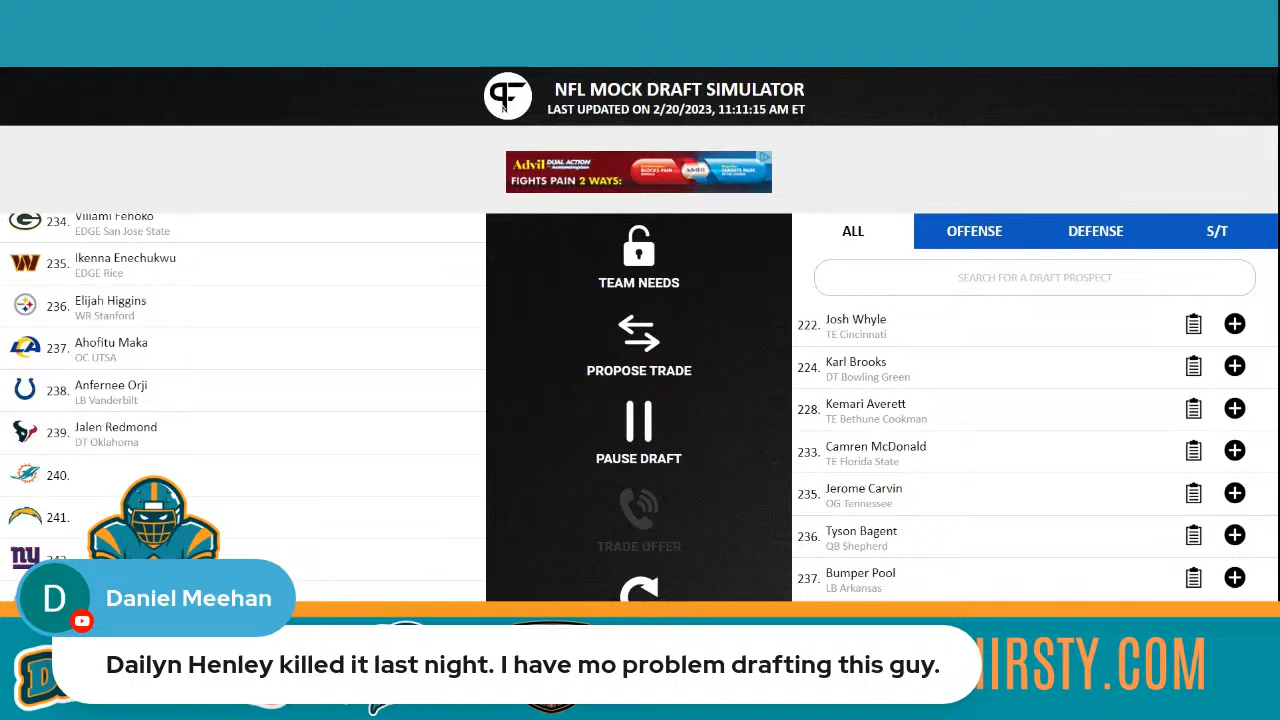 NFL MOCK DRAFT SIMULATOR
LAST UPDATED ON 2/20/2023, 11:11:15 AM ET
Advil DUAL ACTION
FIGHTS PAIN 2 WAYS:
234. Viliami Fehoko
EDGE San Jose State
235. Ikenna Enechukwu
EDGE Rice
236. Elijah Higgins
WR Stanford
237. Ahofitu Maka
OC UTSA
238. Anfernee Orji
LB Vanderbilt
239. Jalen Redmond
DT Oklahoma
240.
241.
ny
TEAM NEEDS
PROPOSE TRADE
PAUSE DRAFT
TRADE OFFER
ALL
OFFENSE
DEFENSE
S/T
SEARCH FOR A DRAFT PROSPECT
222. Josh Whyle
TE Cincinnati
224. Karl Brooks
DT Bowling Green
228. Kemari Averett
TE Bethune Cookman
233. Camren McDonald
TE Florida State
235. Jerome Carvin
OG Tennessee
236. Tyson Bagent
QB Shepherd
237. Bumper Pool
LB Arkansas
D
Daniel Meehan
Dailyn Henley killed it last night. I have mo problem drafting this guy.
HIRSTY.COM